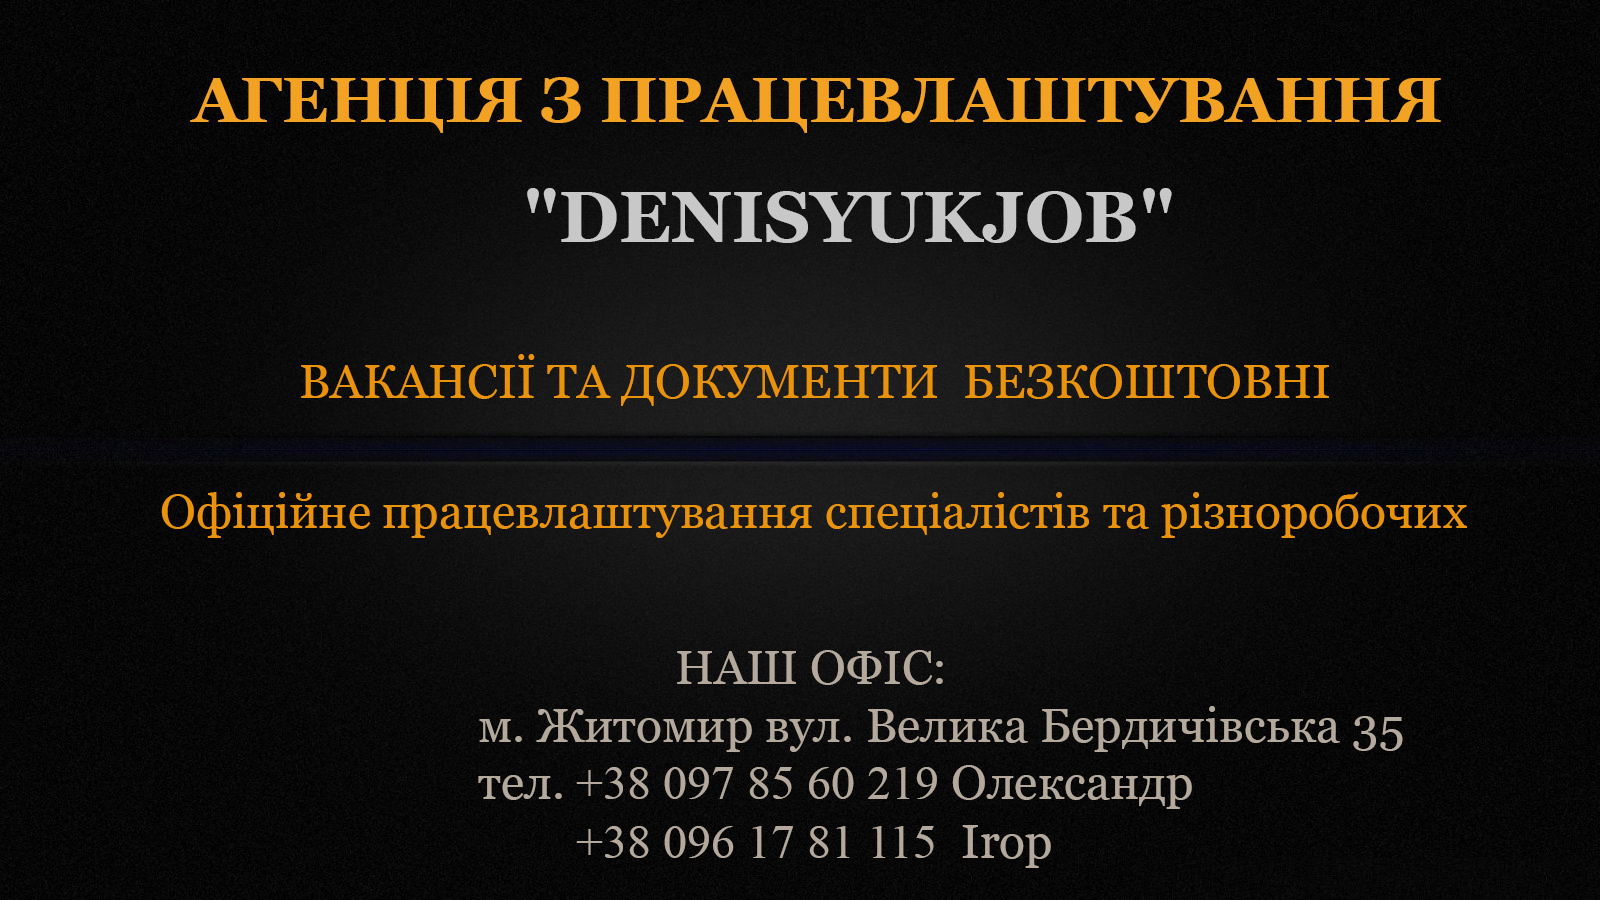 АГЕНЦІЯ З ПРАЦЕВЛАШТУВАННЯ
"DENISYUKJOB"
ВАКАНСІЇ ТА ДОКУМЕНТИ БЕЗКОШТОВНІ
Офіційне працевлаштування спеціалістів та різноробочих
НАШ ОФІС:
м. Житомир вул. Велика Бердичівська 35
тел. +38 097 85 60 219 Олександр
+38 096 17 81 115 Ігор